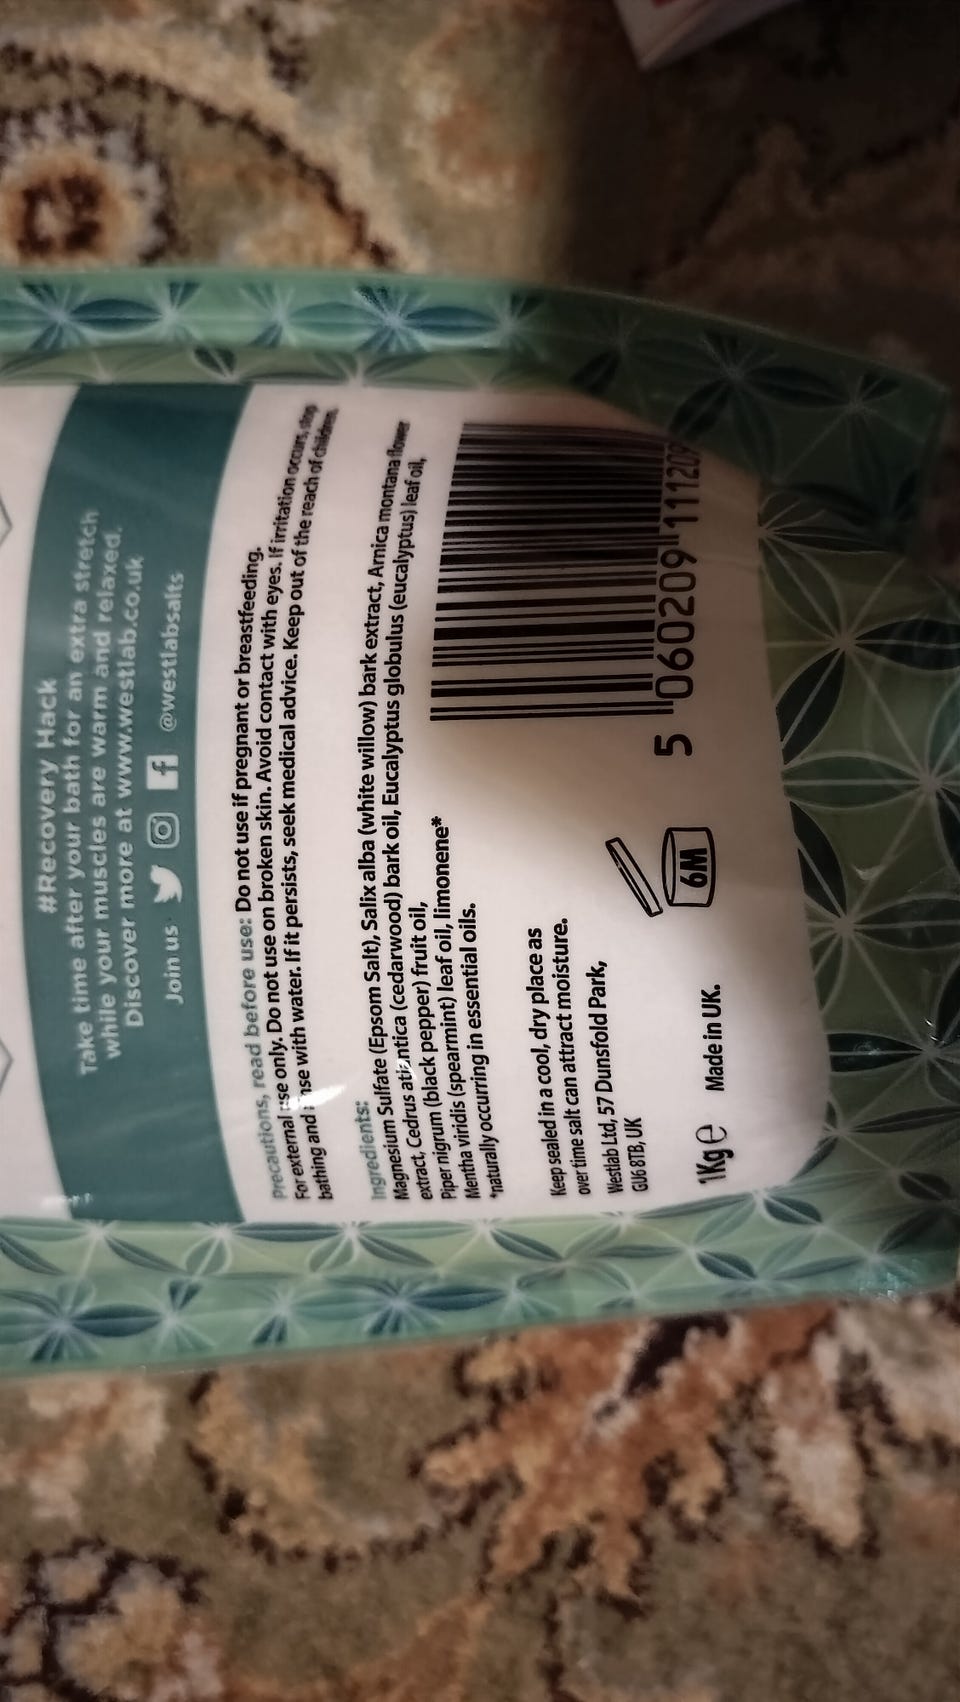 #Recovery Hack
Take time after your bath for an extra stretch
while your muscles are warm and relaxed.
Discover more at www.westlab.co.uk
Join us @westlabsalts
Precautions, read before use: Do not use if pregnant or breastfeeding.
For external use only. Do not use on broken skin. Avoid contact with eyes. If irritation occurs, stop
bathing and rinse with water. If it persists, seek medical advice. Keep out of the reach of children.
Ingredients:
Magnesium Sulfate (Epsom Salt), Salix alba (white willow) bark extract, Arnica montana flower
extract, Cedrus atlantica (cedarwood) bark oil, Eucalyptus globulus (eucalyptus) leaf oil,
Piper nigrum (black pepper) fruit oil,
Mentha viridis (spearmint) leaf oil, limonene*
*naturally occurring in essential oils.
Keep sealed in a cool, dry place as
over time salt can attract moisture.
Westlab Ltd, 57 Dunsfold Park,
GU6 8TB, UK
1Kg e Made in UK.
6M
5 060209 111209